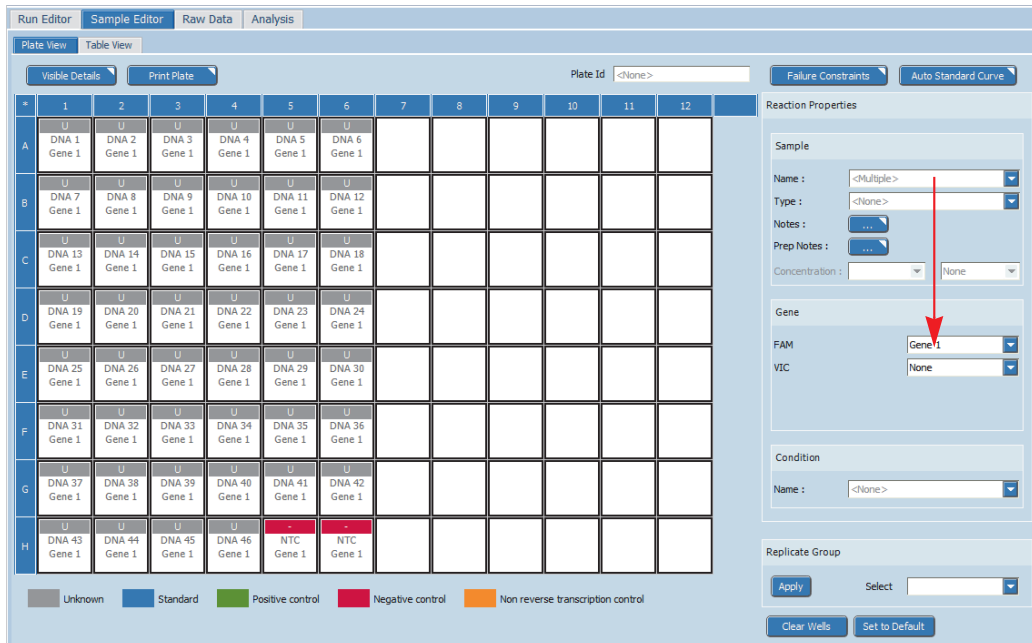 Run Editor Sample Editor Raw Data Analysis
Plate View Table View
Visible Details Print Plate Plate Id <None> Failure Constraints Auto Standard Curve
* 1 2 3 4 5 6 7 8 9 10 11 12
A
U U U U U U
DNA 1 DNA 2 DNA 3 DNA 4 DNA 5 DNA 6
Gene 1 Gene 1 Gene 1 Gene 1 Gene 1 Gene 1
B
U U U U U U
DNA 7 DNA 8 DNA 9 DNA 10 DNA 11 DNA 12
Gene 1 Gene 1 Gene 1 Gene 1 Gene 1 Gene 1
C
U U U U U U
DNA 13 DNA 14 DNA 15 DNA 16 DNA 17 DNA 18
Gene 1 Gene 1 Gene 1 Gene 1 Gene 1 Gene 1
D
U U U U U U
DNA 19 DNA 20 DNA 21 DNA 22 DNA 23 DNA 24
Gene 1 Gene 1 Gene 1 Gene 1 Gene 1 Gene 1
E
U U U U U U
DNA 25 DNA 26 DNA 27 DNA 28 DNA 29 DNA 30
Gene 1 Gene 1 Gene 1 Gene 1 Gene 1 Gene 1
F
U U U U U U
DNA 31 DNA 32 DNA 33 DNA 34 DNA 35 DNA 36
Gene 1 Gene 1 Gene 1 Gene 1 Gene 1 Gene 1
G
U U U U U U
DNA 37 DNA 38 DNA 39 DNA 40 DNA 41 DNA 42
Gene 1 Gene 1 Gene 1 Gene 1 Gene 1 Gene 1
H
U U U U - -
DNA 43 DNA 44 DNA 45 DNA 46 NTC NTC
Gene 1 Gene 1 Gene 1 Gene 1 Gene 1 Gene 1
Unknown Standard Positive control Negative control Non reverse transcription control
Reaction Properties
Sample
Name : <Multiple>
Type : <None>
Notes : ...
Prep Notes : ...
Concentration : None
Gene
FAM Gene 1
VIC None
Condition
Name : <None>
Replicate Group
Apply Select
Clear Wells Set to Default